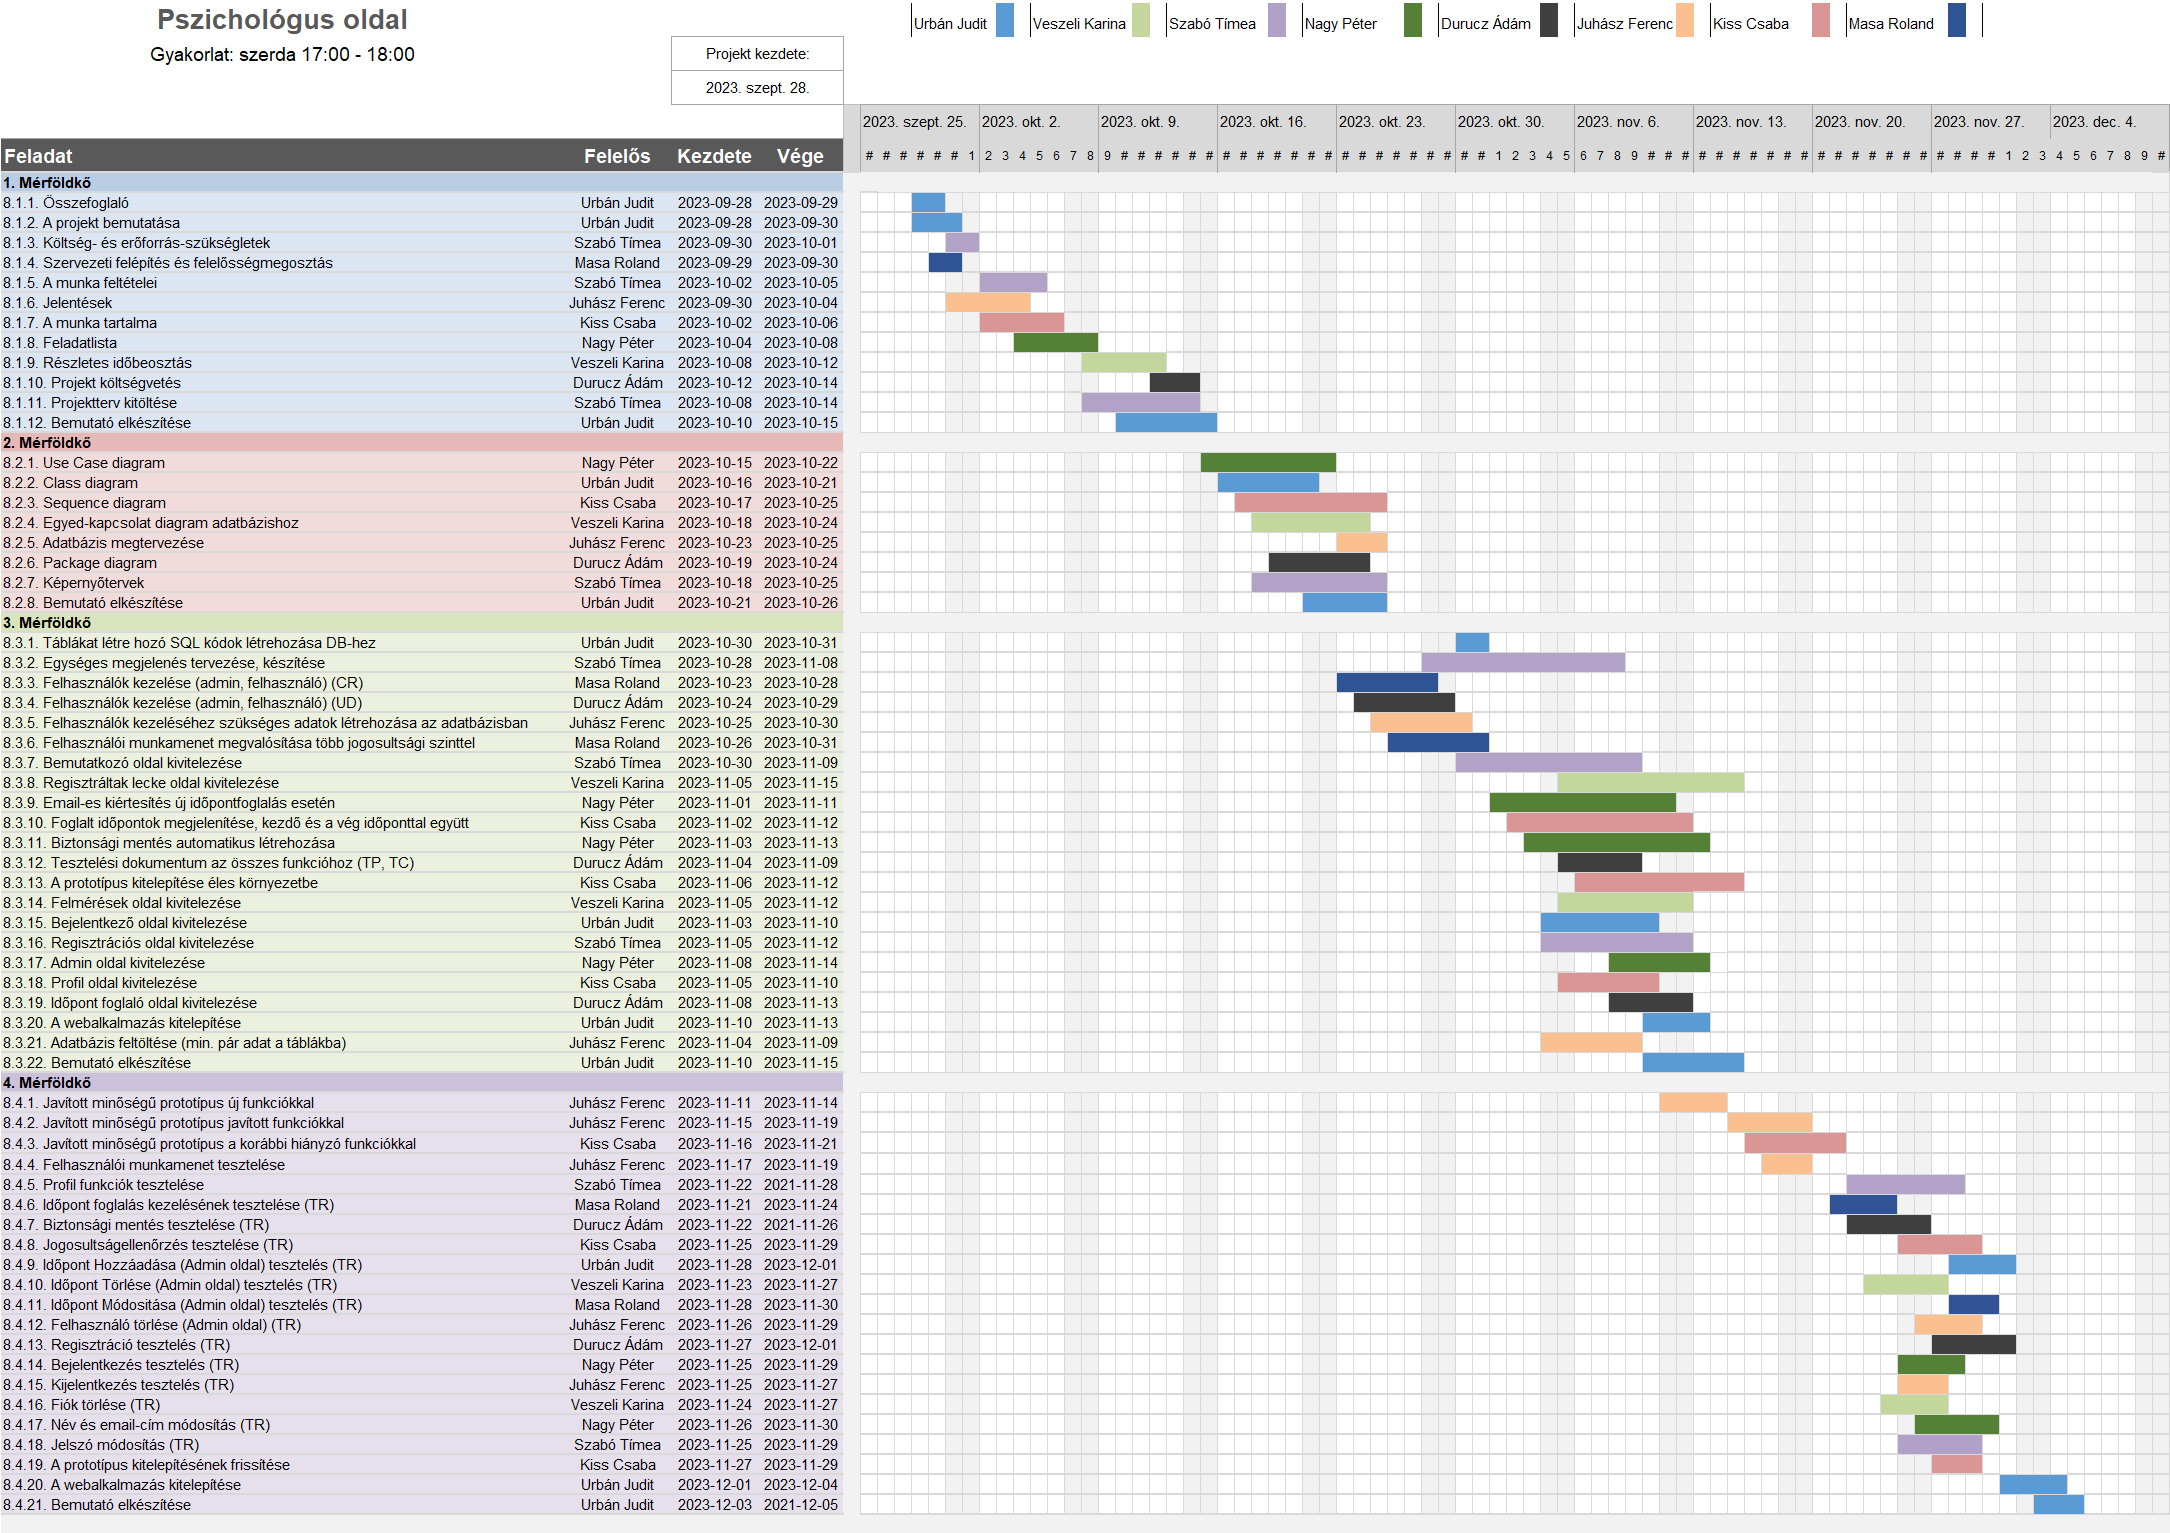 Pszichológus oldal
Gyakorlat: szerda 17:00 - 18:00
Urbán Judit Veszeli Karina Szabó Tímea Nagy Péter Durucz Ádám Juhász Ferenc Kiss Csaba Masa Roland
Projekt kezdete:
2023. szept. 28.
2023. szept. 25. 2023. okt. 2. 2023. okt. 9. 2023. okt. 16. 2023. okt. 23. 2023. okt. 30. 2023. nov. 6. 2023. nov. 13. 2023. nov. 20. 2023. nov. 27. 2023. dec. 4.
Feladat Felelős Kezdete Vége # # # # # # 1 2 3 4 5 6 7 8 9 # # # # # # # # # # # # # # # # # # # # # # 1 2 3 4 5 6 7 8 9 # # # # # # # # # # # # # # # # # # # # # 1 2 3 4 5 6 7 8 9 #
1. Mérföldkő
8.1.1. Összefoglaló Urbán Judit 2023-09-28 2023-09-29
8.1.2. A projekt bemutatása Urbán Judit 2023-09-28 2023-09-30
8.1.3. Költség- és erőforrás-szükségletek Szabó Tímea 2023-09-30 2023-10-01
8.1.4. Szervezeti felépítés és felelősségmegosztás Masa Roland 2023-09-29 2023-09-30
8.1.5. A munka feltételei Szabó Tímea 2023-10-02 2023-10-05
8.1.6. Jelentések Juhász Ferenc 2023-09-30 2023-10-04
8.1.7. A munka tartalma Kiss Csaba 2023-10-02 2023-10-06
8.1.8. Feladatlista Nagy Péter 2023-10-04 2023-10-08
8.1.9. Részletes időbeosztás Veszeli Karina 2023-10-08 2023-10-12
8.1.10. Projekt költségvetés Durucz Ádám 2023-10-12 2023-10-14
8.1.11. Projektterv kitöltése Szabó Tímea 2023-10-08 2023-10-14
8.1.12. Bemutató elkészítése Urbán Judit 2023-10-10 2023-10-15
2. Mérföldkő
8.2.1. Use Case diagram Nagy Péter 2023-10-15 2023-10-22
8.2.2. Class diagram Urbán Judit 2023-10-16 2023-10-21
8.2.3. Sequence diagram Kiss Csaba 2023-10-17 2023-10-25
8.2.4. Egyed-kapcsolat diagram adatbázishoz Veszeli Karina 2023-10-18 2023-10-24
8.2.5. Adatbázis megtervezése Juhász Ferenc 2023-10-23 2023-10-25
8.2.6. Package diagram Durucz Ádám 2023-10-19 2023-10-24
8.2.7. Képernyőtervek Szabó Tímea 2023-10-18 2023-10-25
8.2.8. Bemutató elkészítése Urbán Judit 2023-10-21 2023-10-26
3. Mérföldkő
8.3.1. Táblákat létre hozó SQL kódok létrehozása DB-hez Urbán Judit 2023-10-30 2023-10-31
8.3.2. Egységes megjelenés tervezése, készítése Szabó Tímea 2023-10-28 2023-11-08
8.3.3. Felhasználók kezelése (admin, felhasználó) (CR) Masa Roland 2023-10-23 2023-10-28
8.3.4. Felhasználók kezelése (admin, felhasználó) (UD) Durucz Ádám 2023-10-24 2023-10-29
8.3.5. Felhasználók kezeléséhez szükséges adatok létrehozása az adatbázisban Juhász Ferenc 2023-10-25 2023-10-30
8.3.6. Felhasználói munkamenet megvalósítása több jogosultsági szinttel Masa Roland 2023-10-26 2023-10-31
8.3.7. Bemutatkozó oldal kivitelezése Szabó Tímea 2023-10-30 2023-11-09
8.3.8. Regisztráltak lecke oldal kivitelezése Veszeli Karina 2023-11-05 2023-11-15
8.3.9. Email-es kiértesítés új időpontfoglalás esetén Nagy Péter 2023-11-01 2023-11-11
8.3.10. Foglalt időpontok megjelenítése, kezdő és a vég időponttal együtt Kiss Csaba 2023-11-02 2023-11-12
8.3.11. Biztonsági mentés automatikus létrehozása Nagy Péter 2023-11-03 2023-11-13
8.3.12. Tesztelési dokumentum az összes funkcióhoz (TP, TC) Durucz Ádám 2023-11-04 2023-11-09
8.3.13. A prototípus kitelepítése éles környezetbe Kiss Csaba 2023-11-06 2023-11-12
8.3.14. Felmérések oldal kivitelezése Veszeli Karina 2023-11-05 2023-11-12
8.3.15. Bejelentkező oldal kivitelezése Urbán Judit 2023-11-03 2023-11-10
8.3.16. Regisztrációs oldal kivitelezése Szabó Tímea 2023-11-05 2023-11-12
8.3.17. Admin oldal kivitelezése Nagy Péter 2023-11-08 2023-11-14
8.3.18. Profil oldal kivitelezése Kiss Csaba 2023-11-05 2023-11-10
8.3.19. Időpont foglaló oldal kivitelezése Durucz Ádám 2023-11-08 2023-11-13
8.3.20. A webalkalmazás kitelepítése Urbán Judit 2023-11-10 2023-11-13
8.3.21. Adatbázis feltöltése (min. pár adat a táblákba) Juhász Ferenc 2023-11-04 2023-11-09
8.3.22. Bemutató elkészítése Urbán Judit 2023-11-10 2023-11-15
4. Mérföldkő
8.4.1. Javított minőségű prototípus új funkciókkal Juhász Ferenc 2023-11-11 2023-11-14
8.4.2. Javított minőségű prototípus javított funkciókkal Juhász Ferenc 2023-11-15 2023-11-19
8.4.3. Javított minőségű prototípus a korábbi hiányzó funkciókkal Kiss Csaba 2023-11-16 2023-11-21
8.4.4. Felhasználói munkamenet tesztelése Juhász Ferenc 2023-11-17 2023-11-19
8.4.5. Profil funkciók tesztelése Szabó Tímea 2023-11-22 2021-11-28
8.4.6. Időpont foglalás kezelésének tesztelése (TR) Masa Roland 2023-11-21 2023-11-24
8.4.7. Biztonsági mentés tesztelése (TR) Durucz Ádám 2023-11-22 2021-11-26
8.4.8. Jogosultságellenőrzés tesztelése (TR) Kiss Csaba 2023-11-25 2023-11-29
8.4.9. Időpont Hozzáadása (Admin oldal) tesztelés (TR) Urbán Judit 2023-11-28 2023-12-01
8.4.10. Időpont Törlése (Admin oldal) tesztelés (TR) Veszeli Karina 2023-11-23 2023-11-27
8.4.11. Időpont Módositása (Admin oldal) tesztelés (TR) Masa Roland 2023-11-28 2023-11-30
8.4.12. Felhasználó törlése (Admin oldal) (TR) Juhász Ferenc 2023-11-26 2023-11-29
8.4.13. Regisztráció tesztelés (TR) Durucz Ádám 2023-11-27 2023-12-01
8.4.14. Bejelentkezés tesztelés (TR) Nagy Péter 2023-11-25 2023-11-29
8.4.15. Kijelentkezés tesztelés (TR) Juhász Ferenc 2023-11-25 2023-11-27
8.4.16. Fiók törlése (TR) Veszeli Karina 2023-11-24 2023-11-27
8.4.17. Név és email-cím módosítás (TR) Nagy Péter 2023-11-26 2023-11-30
8.4.18. Jelszó módosítás (TR) Szabó Tímea 2023-11-25 2023-11-29
8.4.19. A prototípus kitelepítésének frissítése Kiss Csaba 2023-11-27 2023-11-29
8.4.20. A webalkalmazás kitelepítése Urbán Judit 2023-12-01 2023-12-04
8.4.21. Bemutató elkészítése Urbán Judit 2023-12-03 2021-12-05